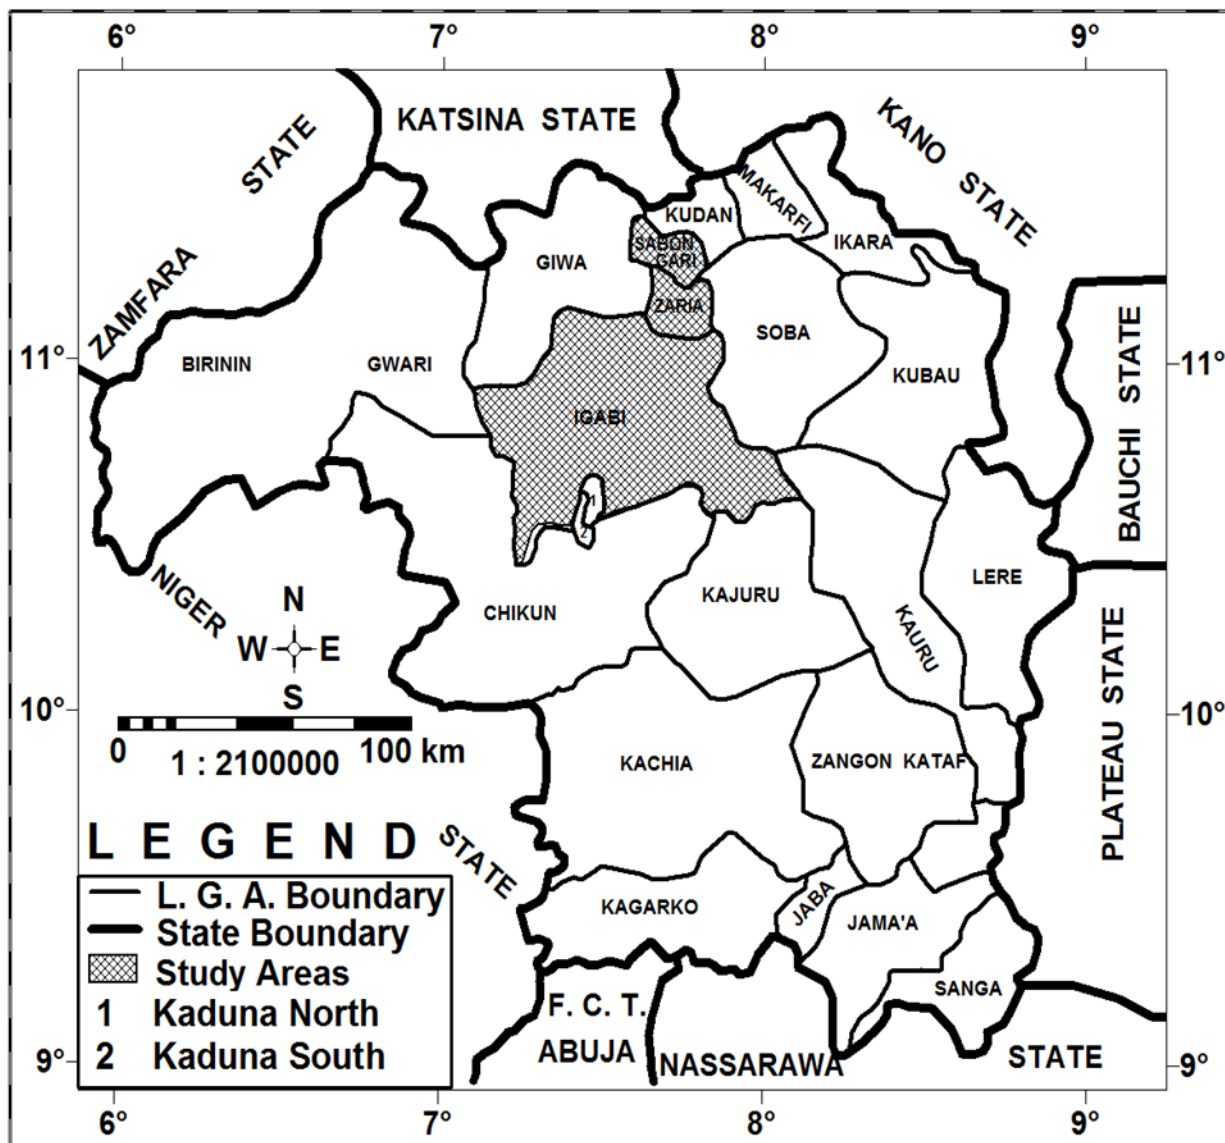 6° 7° 8° 9°
KATSINA STATE
KANO STATE
ZAMFARA STATE
MAKARFI
KUDAN
IKARA
SABON
GARI
GIWA
ZARIA
SOBA
11° 11°
BIRININ GWARI
KUBAU
BAUCHI STATE
IGABI
1
2
LERE
NIGER STATE
CHIKUN
KAJURU
KAURU
N
W E
S
PLATEAU STATE
10° 10°
0 100 km
1 : 2100000
KACHIA
ZANGON KATAF
LEGEND
L. G. A. Boundary
State Boundary
Study Areas
1 Kaduna North
2 Kaduna South
KAGARKO
JABA
JAMA'A
SANGA
F. C. T.
ABUJA
NASSARAWA STATE
9° 9°
6° 7° 8° 9°